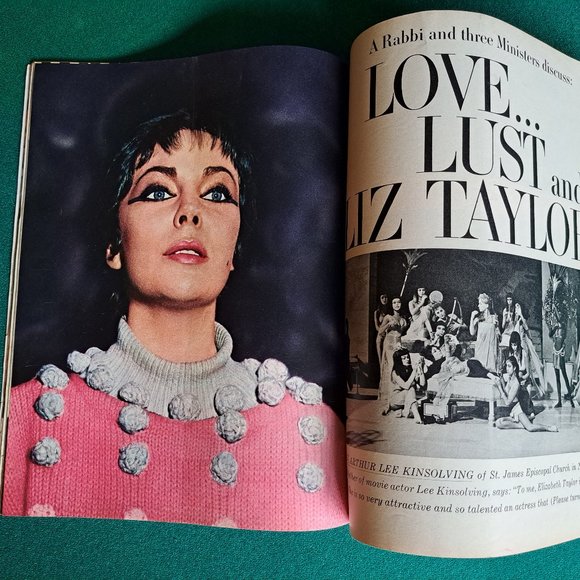 A Rabbi and three Ministers discuss:
LOVE...
LUST and
LIZ TAYLOR
ARTHUR LEE KINSOLVING of St. James Episcopal Church in
of movie actor Lee Kinsolving, says: "To me, Elizabeth Taylor
is so very attractive and so talented an actress that (Please